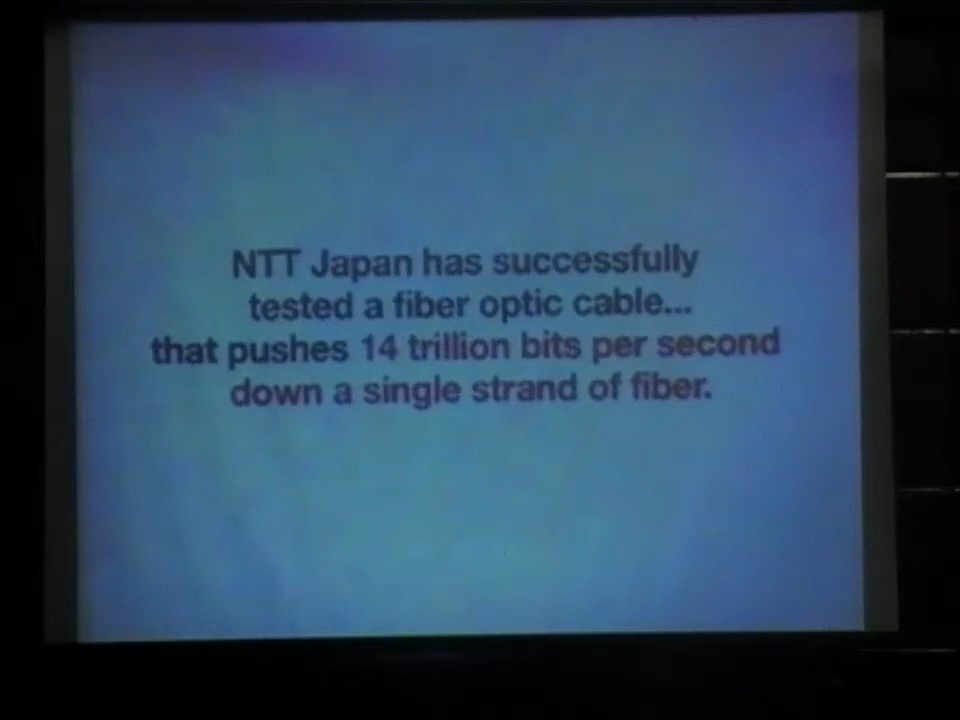 NTT Japan has successfully
tested a fiber optic cable...
that pushes 14 trillion bits per second
down a single strand of fiber.